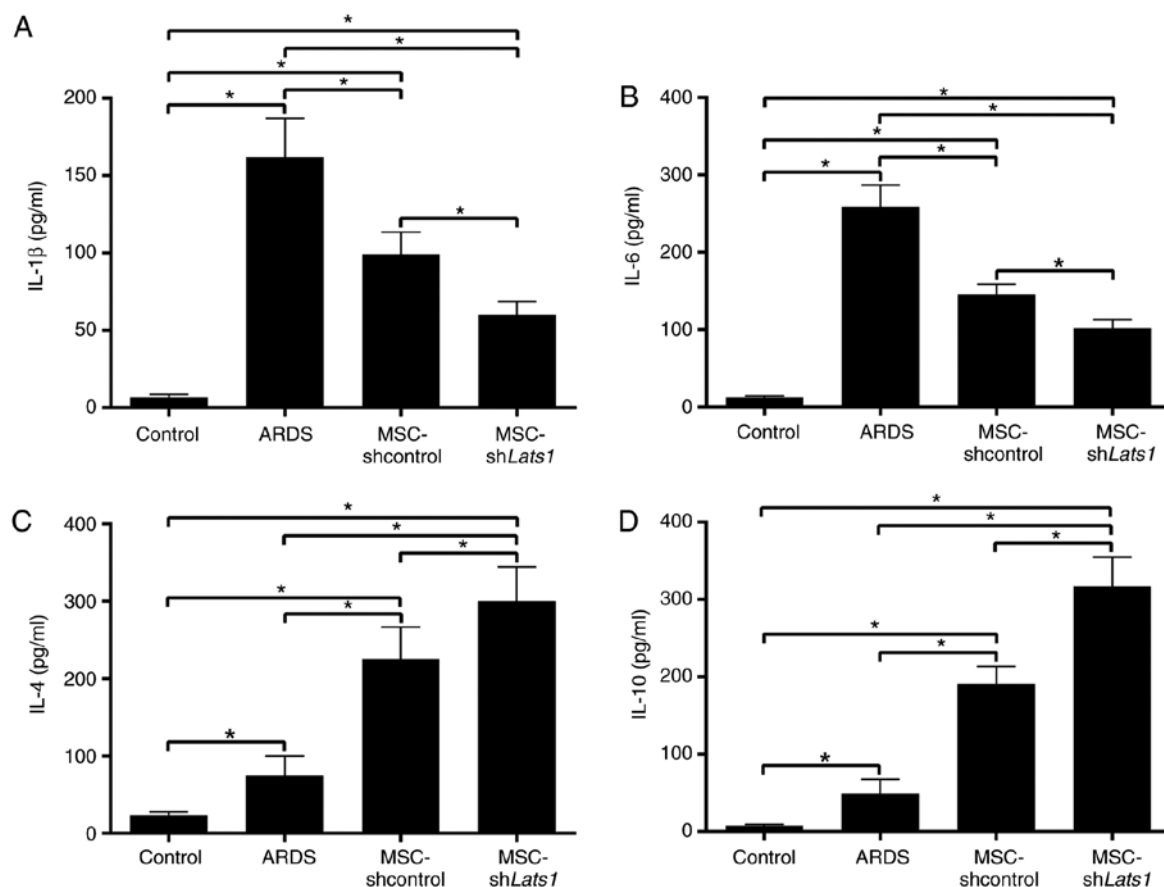 A
*
*
*
*
*
*
*
200
150
100
50
0
IL-1β (pg/ml)
Control
ARDS
MSC-
shcontrol
MSC-
shLats1
B
*
*
*
*
*
*
400
300
200
100
0
IL-6 (pg/ml)
Control
ARDS
MSC-
shcontrol
MSC-
shLats1
C
*
*
*
*
*
*
400
300
200
100
0
IL-4 (pg/ml)
Control
ARDS
MSC-
shcontrol
MSC-
shLats1
D
*
*
*
*
*
*
400
300
200
100
0
IL-10 (pg/ml)
Control
ARDS
MSC-
shcontrol
MSC-
shLats1